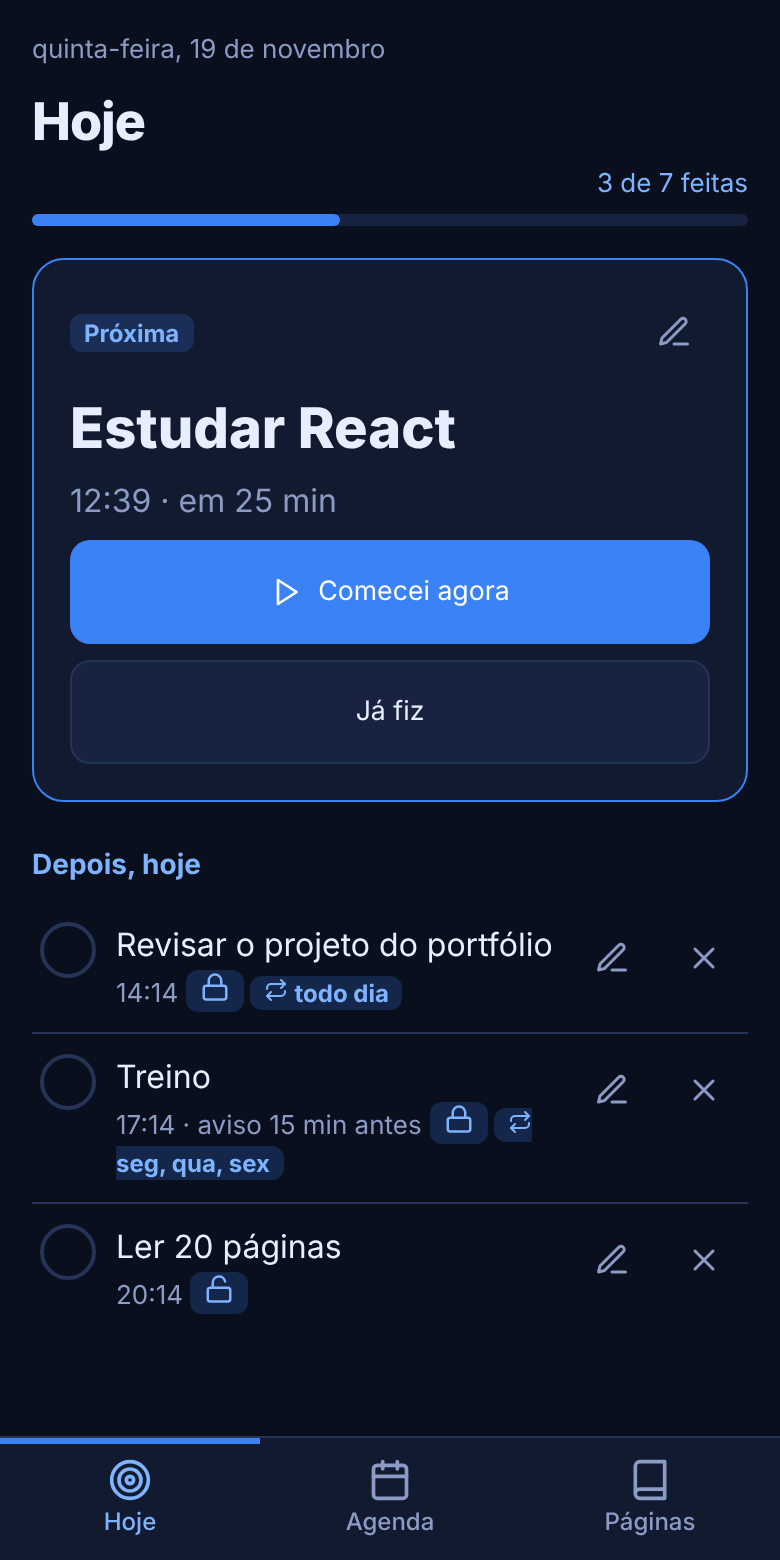 quinta-feira, 19 de novembro
Hoje
3 de 7 feitas
Próxima
Estudar React
12:39 · em 25 min
Comecei agora
Já fiz
Depois, hoje
Revisar o projeto do portfólio
14:14 todo dia
Treino
17:14 · aviso 15 min antes
seg, qua, sex
Ler 20 páginas
20:14
Hoje Agenda Páginas